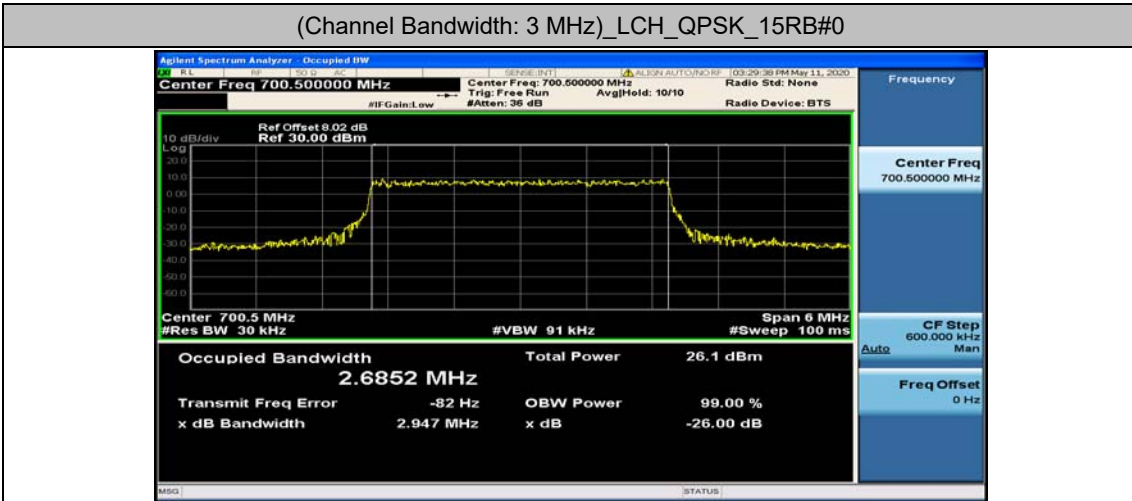 (Channel Bandwidth: 3 MHz)_LCH_QPSK_15RB#0
Agilent Spectrum Analyzer - Occupied BW
RL RF 50 Ω AC SENSE:INT ALIGN AUTO/NO RF 03:29:38 PM May 11, 2020
Center Freq 700.500000 MHz
Center Freq: 700.500000 MHz
Radio Std: None
Trig: Free Run Avg|Hold: 10/10
#IFGain:Low #Atten: 36 dB Radio Device: BTS
Frequency
Ref Offset 8.02 dB
10 dB/div Ref 30.00 dBm
Log
20.0
10.0
0.00
-10.0
-20.0
-30.0
-40.0
-50.0
-60.0
Center 700.5 MHz Span 6 MHz
#Res BW 30 kHz #VBW 91 kHz #Sweep 100 ms
Occupied Bandwidth Total Power 26.1 dBm
2.6852 MHz
Transmit Freq Error -82 Hz OBW Power 99.00 %
x dB Bandwidth 2.947 MHz x dB -26.00 dB
Center Freq
700.500000 MHz
CF Step
600.000 kHz
Auto Man
Freq Offset
0 Hz
MSG STATUS